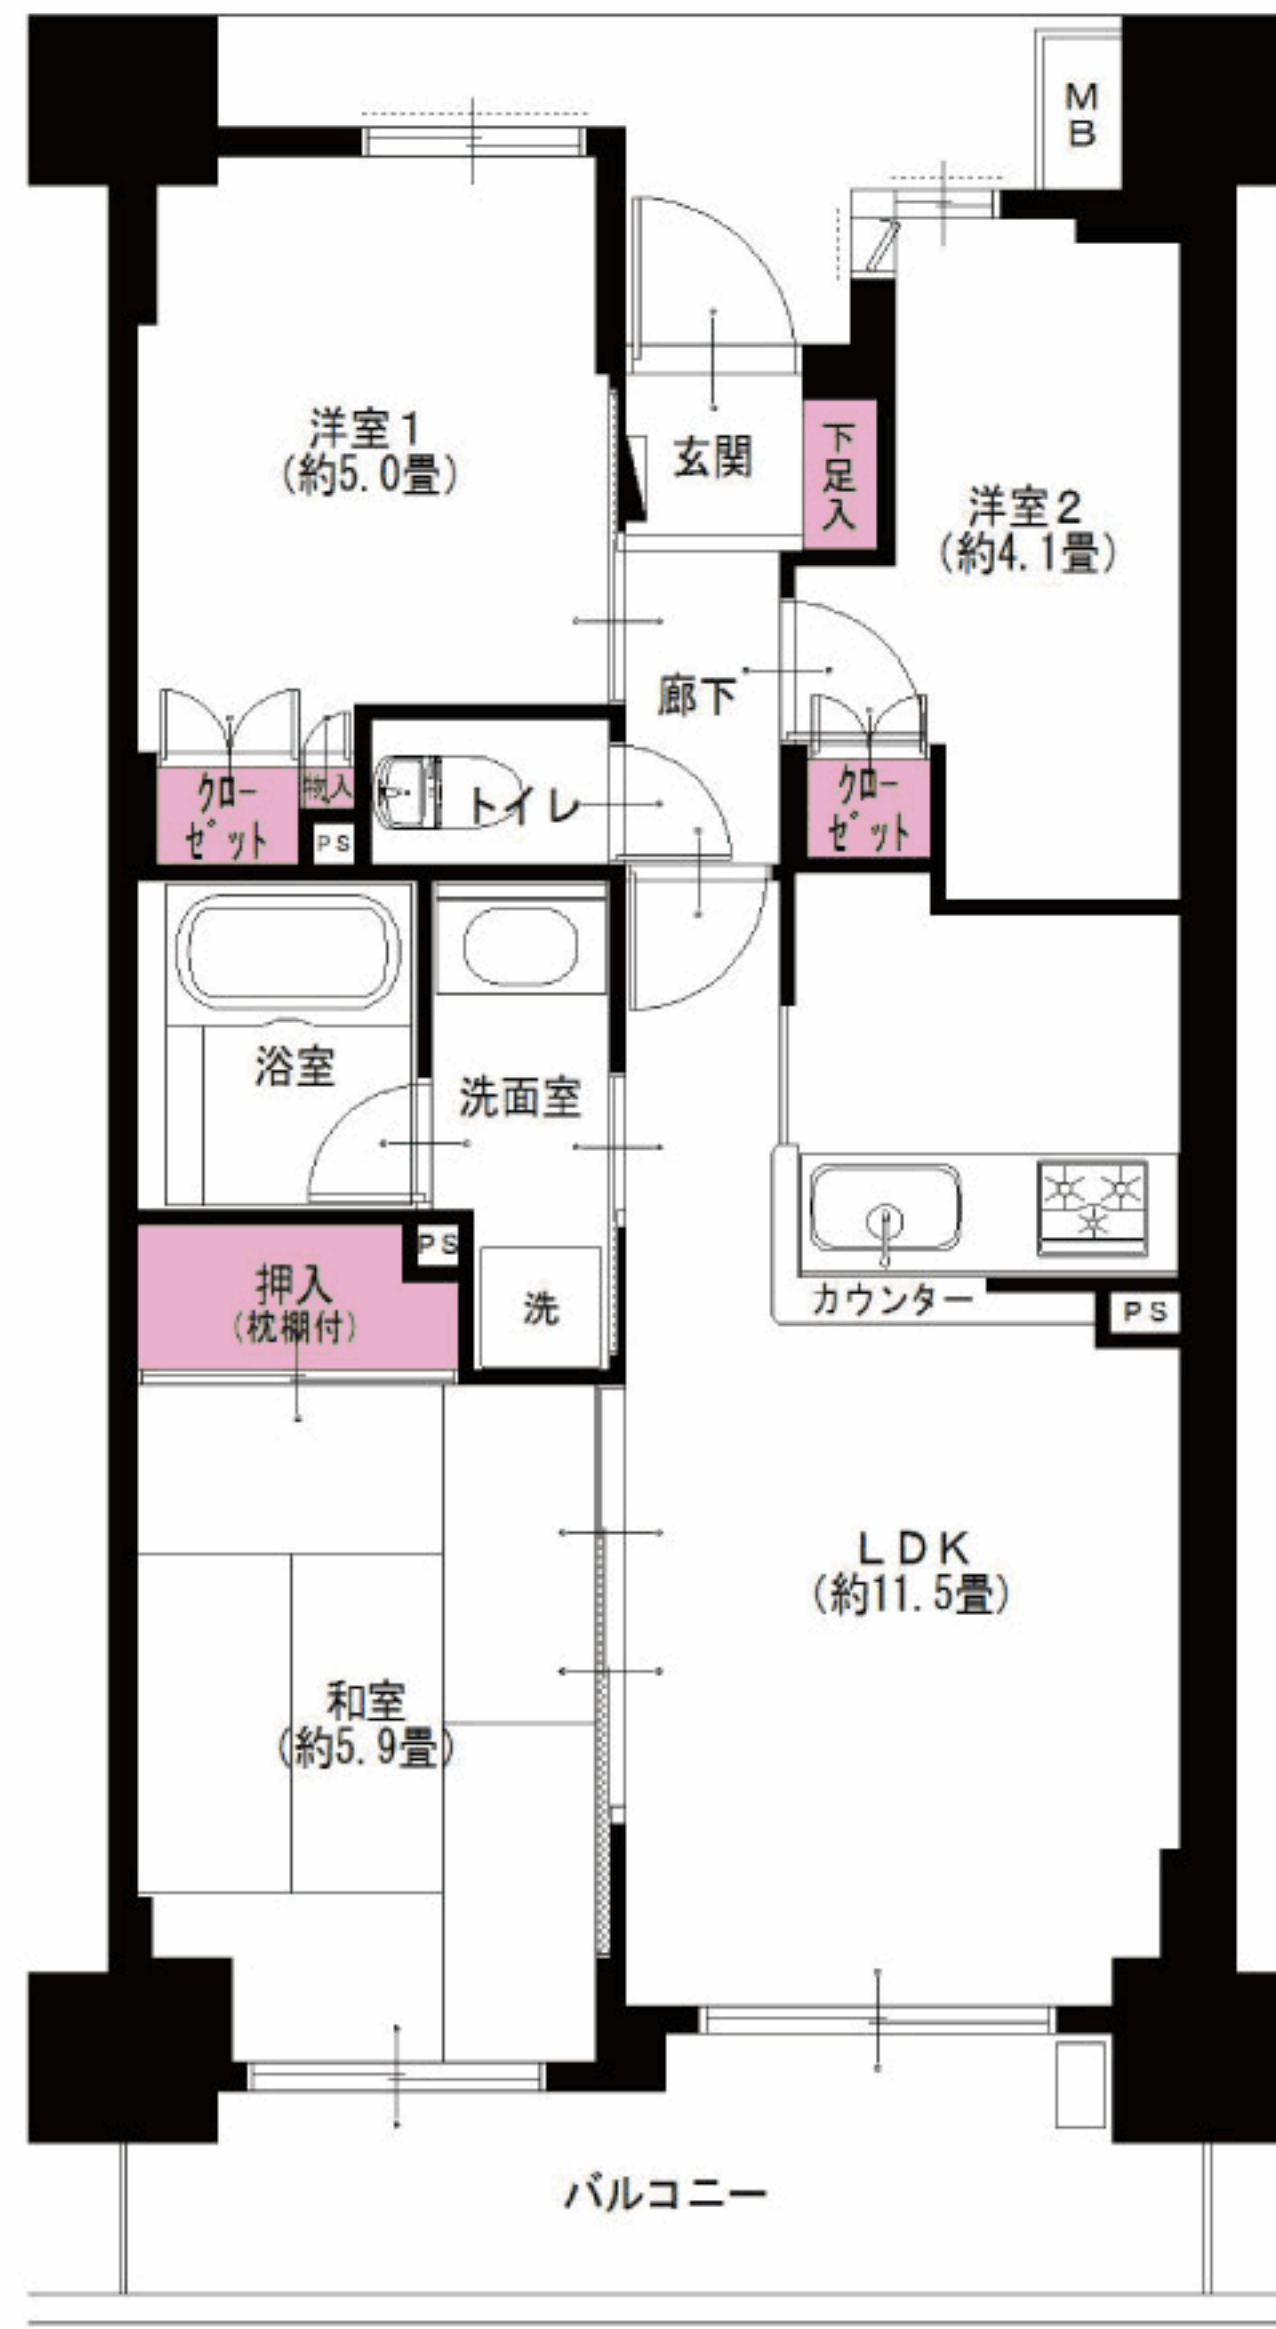 MB
洋室1
(約5.0畳)
玄関
下足入
洋室2
(約4.1畳)
廊下
クローゼット
物入
PS
トイレ
クローゼット
浴室
洗面室
PS
押入
(枕棚付)
洗
カウンター
PS
LDK
(約11.5畳)
和室
(約5.9畳)
バルコニー